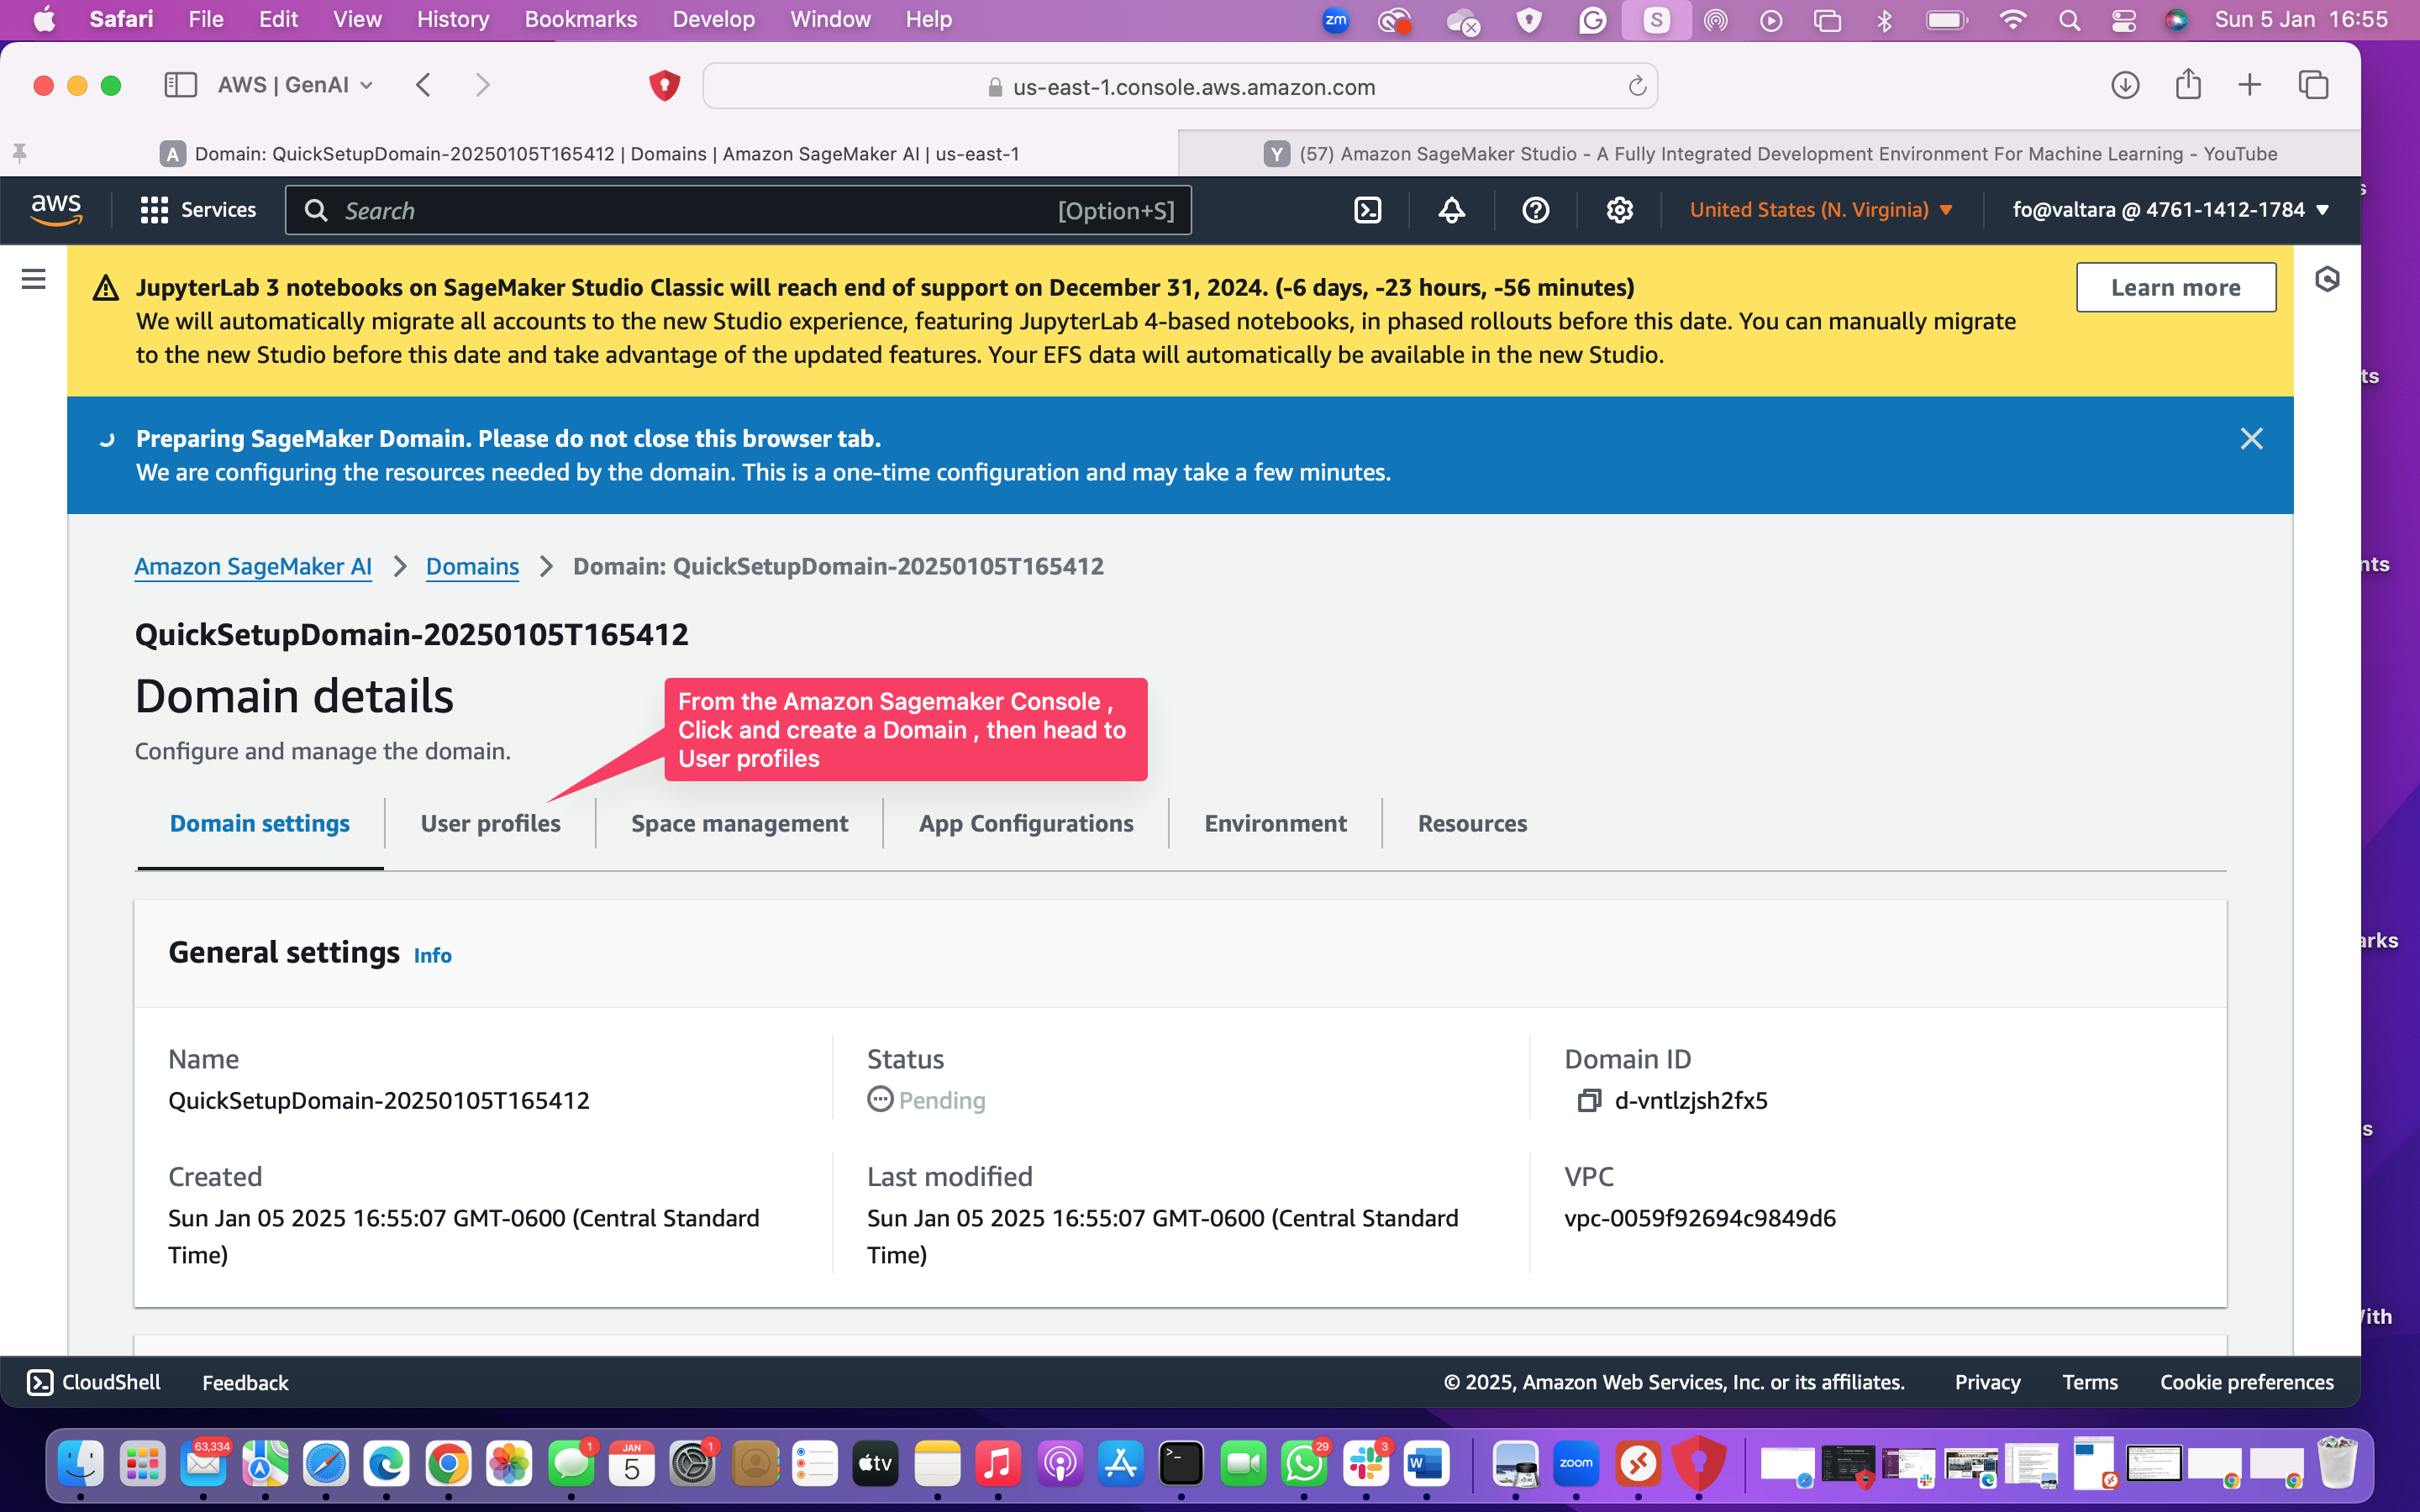 Safari File Edit View History Bookmarks Develop Window Help zm G S Sun 5 Jan 16:55
AWS | GenAI us-east-1.console.aws.amazon.com
A Domain: QuickSetupDomain-20250105T165412 | Domains | Amazon SageMaker AI | us-east-1
Y (57) Amazon SageMaker Studio - A Fully Integrated Development Environment For Machine Learning - YouTube
aws Services Search [Option+S] United States (N. Virginia) fo@valtara @ 4761-1412-1784
JupyterLab 3 notebooks on SageMaker Studio Classic will reach end of support on December 31, 2024. (-6 days, -23 hours, -56 minutes)
We will automatically migrate all accounts to the new Studio experience, featuring JupyterLab 4-based notebooks, in phased rollouts before this date. You can manually migrate
to the new Studio before this date and take advantage of the updated features. Your EFS data will automatically be available in the new Studio.
Learn more
Preparing SageMaker Domain. Please do not close this browser tab.
We are configuring the resources needed by the domain. This is a one-time configuration and may take a few minutes.
Amazon SageMaker AI > Domains > Domain: QuickSetupDomain-20250105T165412
QuickSetupDomain-20250105T165412
Domain details
Configure and manage the domain.
From the Amazon Sagemaker Console ,
Click and create a Domain , then head to
User profiles
Domain settings User profiles Space management App Configurations Environment Resources
General settings Info
Name
QuickSetupDomain-20250105T165412
Status
Pending
Domain ID
d-vntlzjsh2fx5
Created
Sun Jan 05 2025 16:55:07 GMT-0600 (Central Standard
Time)
Last modified
Sun Jan 05 2025 16:55:07 GMT-0600 (Central Standard
Time)
VPC
vpc-0059f92694c9849d6
CloudShell Feedback © 2025, Amazon Web Services, Inc. or its affiliates. Privacy Terms Cookie preferences
63,334 1 JAN 5 1 tv 29 3 W zoom